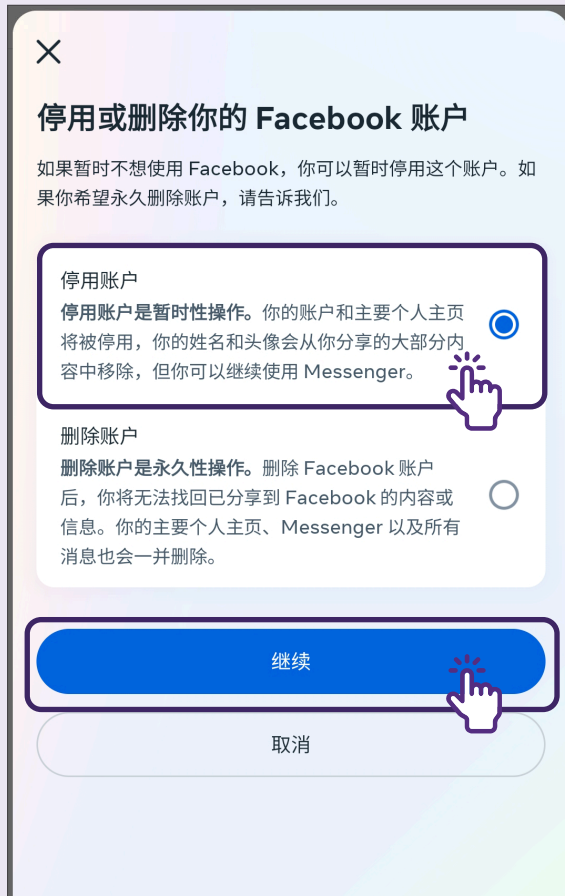 停用或删除你的 Facebook 账户
如果暂时不想使用 Facebook，你可以暂时停用这个账户。如
果你希望永久删除账户，请告诉我们。
停用账户
停用账户是暂时性操作。你的账户和主要个人主页
将被停用，你的姓名和头像会从你分享的大部分内
容中移除，但你可以继续使用 Messenger。
删除账户
删除账户是永久性操作。删除 Facebook 账户
后，你将无法找回已分享到 Facebook 的内容或
信息。你的主要个人主页、Messenger 以及所有
消息也会一并删除。
继续
取消